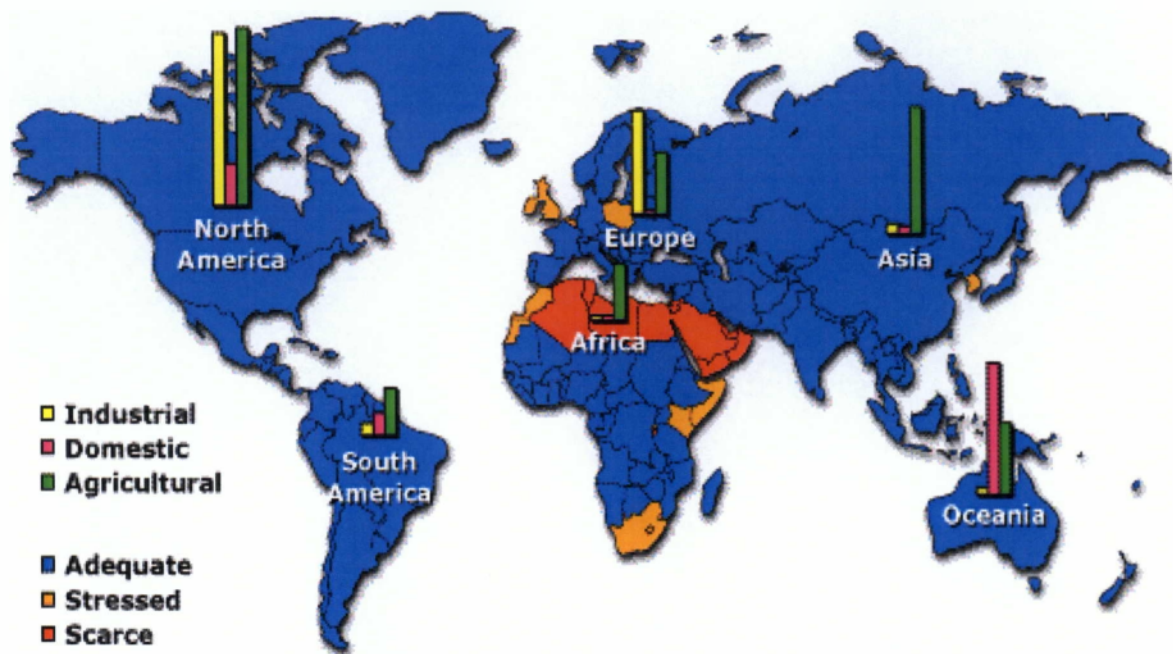 North
America
Europe
Asia
Africa
Industrial
Domestic
Agricultural
South
America
Oceania
Adequate
Stressed
Scarce